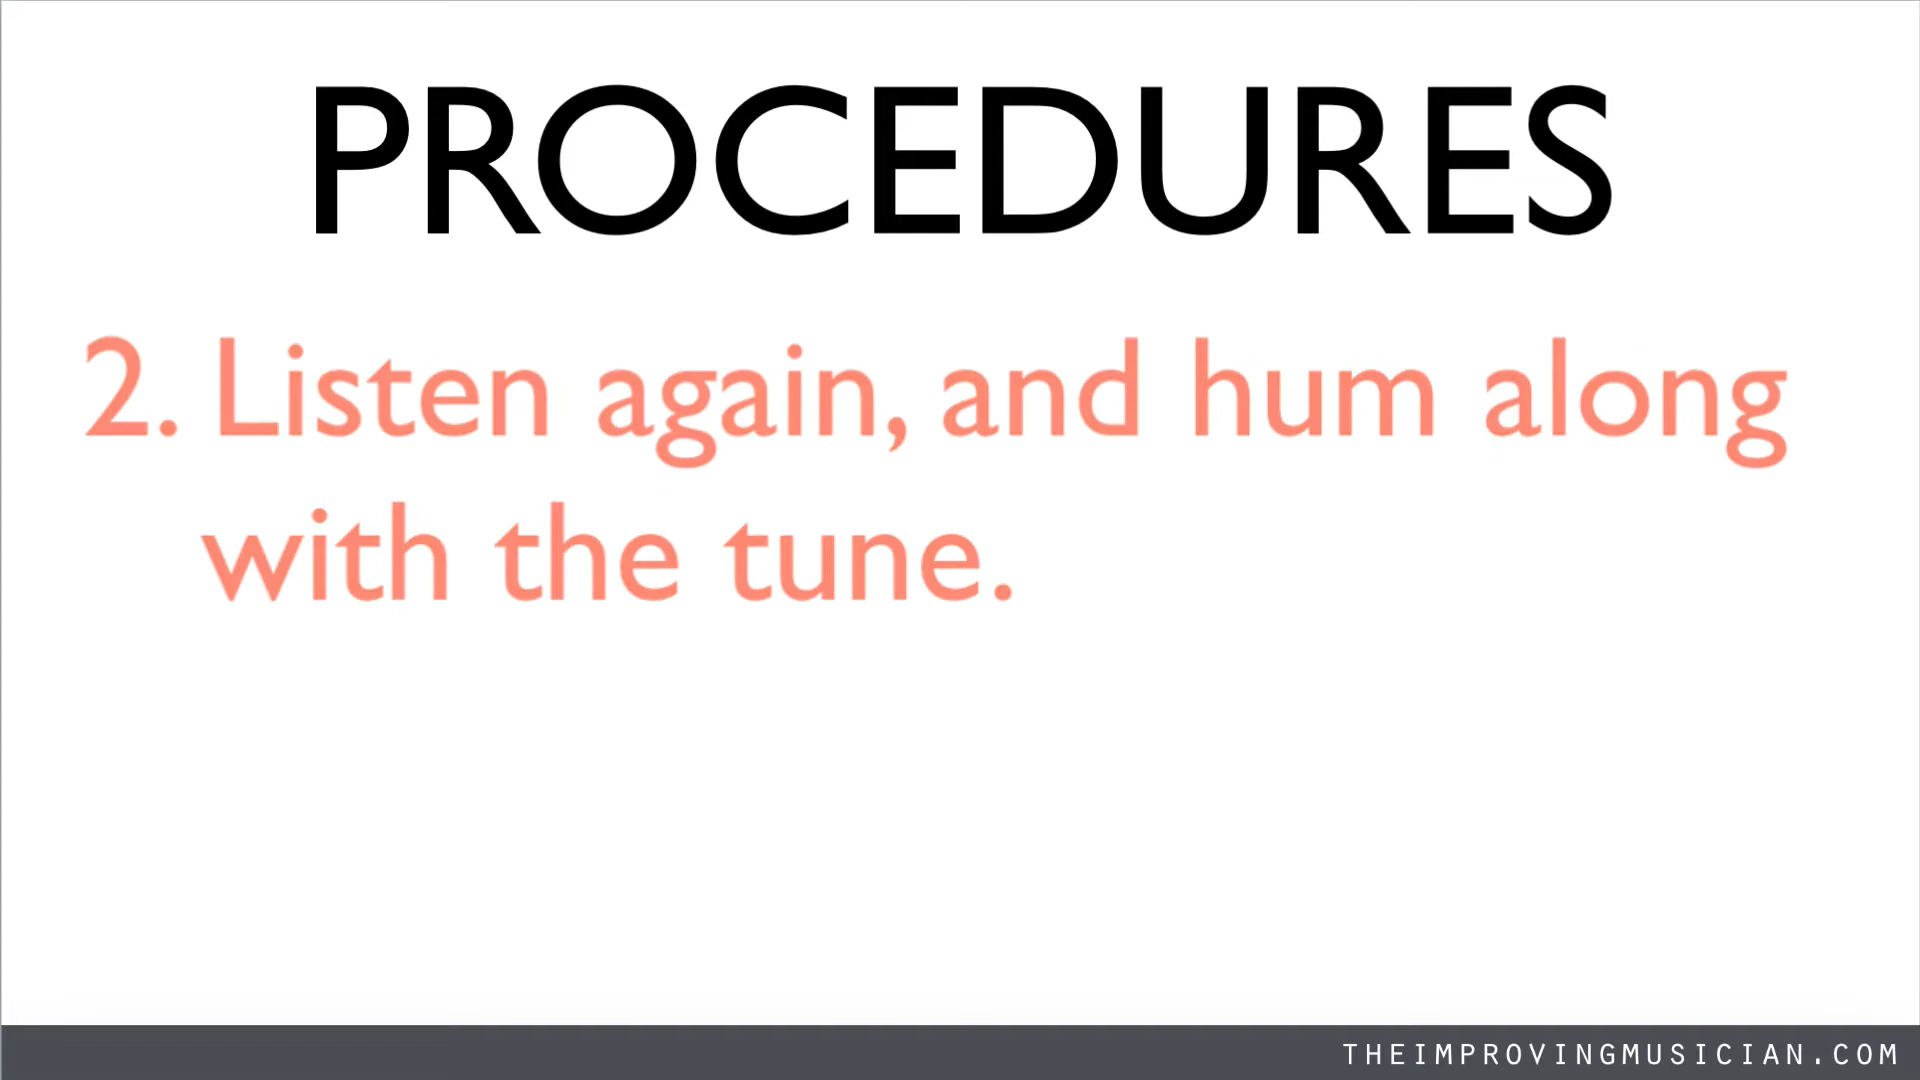 PROCEDURES
2. Listen again, and hum along
with the tune.
THEIMPROVINGMUSICIAN.COM